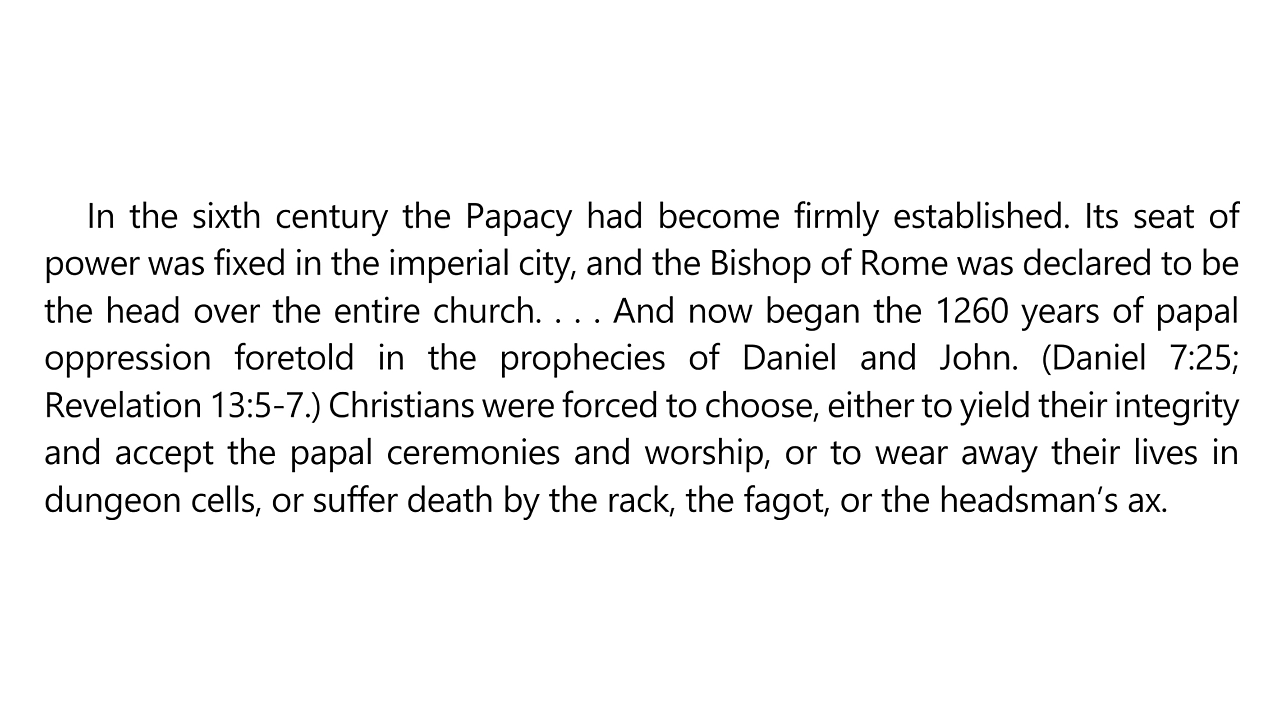 In the sixth century the Papacy had become firmly established. Its seat of
power was fixed in the imperial city, and the Bishop of Rome was declared to be
the head over the entire church. . . . And now began the 1260 years of papal
oppression foretold in the prophecies of Daniel and John. (Daniel 7:25;
Revelation 13:5-7.) Christians were forced to choose, either to yield their integrity
and accept the papal ceremonies and worship, or to wear away their lives in
dungeon cells, or suffer death by the rack, the fagot, or the headsman’s ax.